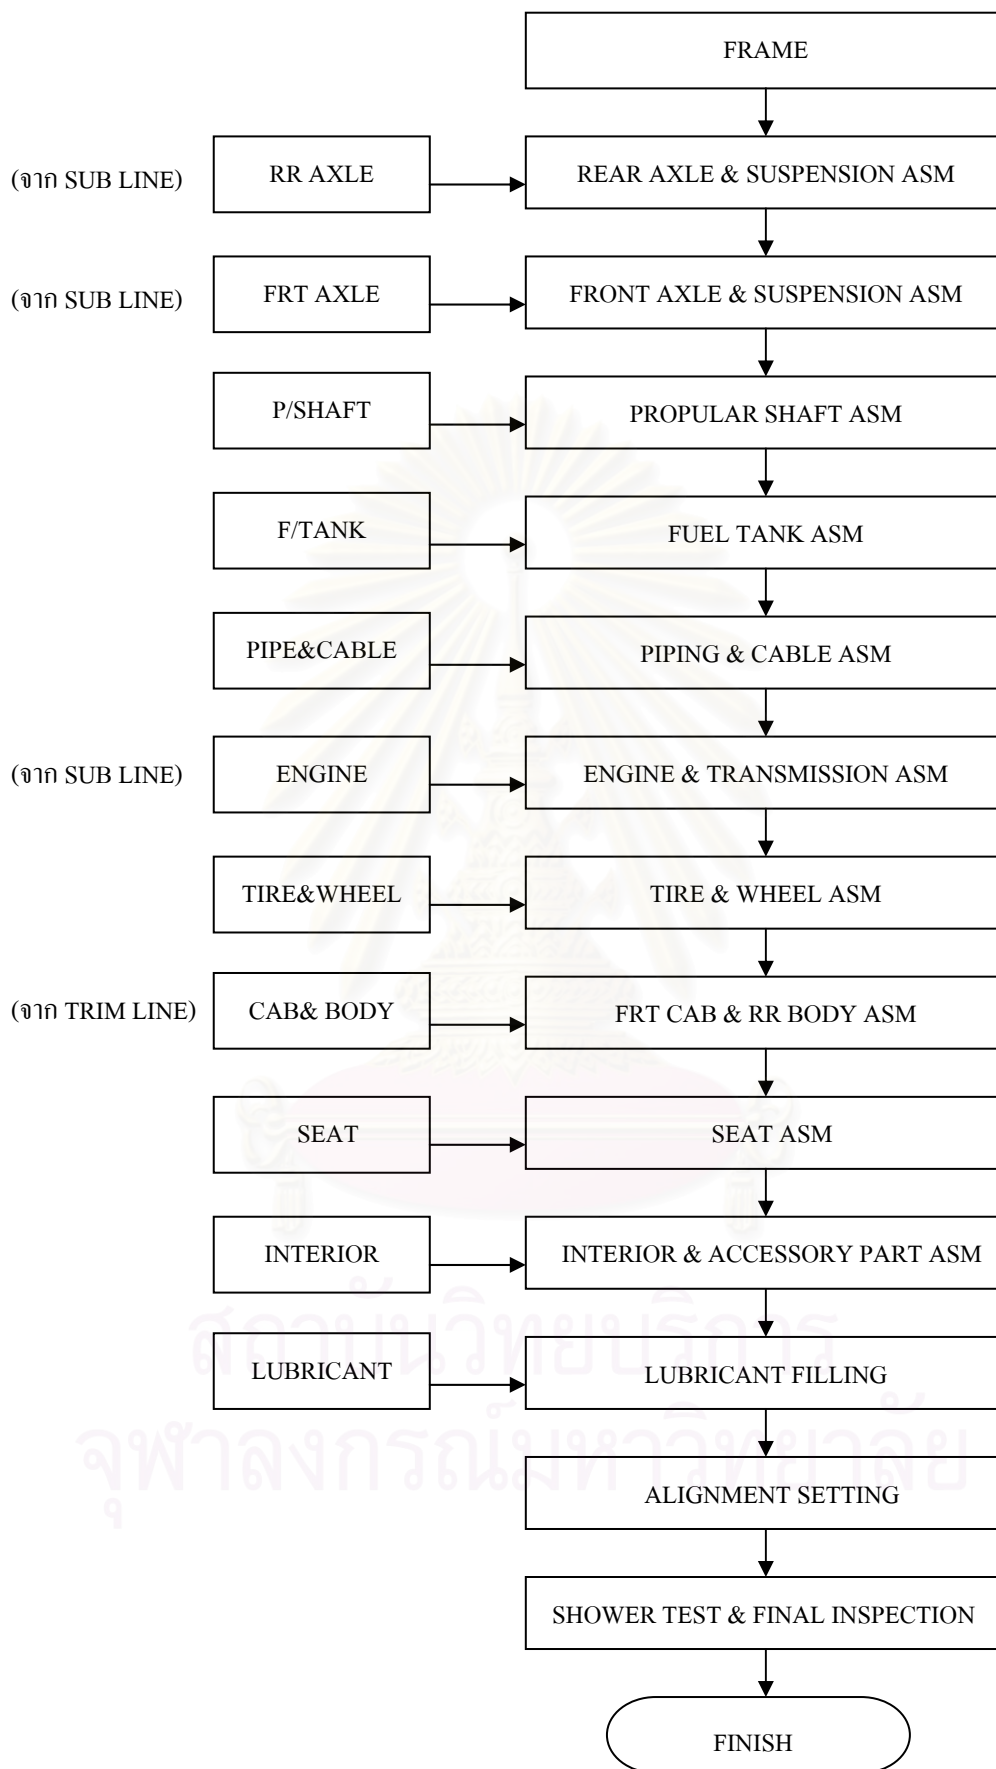 FRAME
(จาก SUB LINE) RR AXLE REAR AXLE & SUSPENSION ASM
(จาก SUB LINE) FRT AXLE FRONT AXLE & SUSPENSION ASM
P/SHAFT PROPULAR SHAFT ASM
F/TANK FUEL TANK ASM
PIPE&CABLE PIPING & CABLE ASM
(จาก SUB LINE) ENGINE ENGINE & TRANSMISSION ASM
TIRE&WHEEL TIRE & WHEEL ASM
(จาก TRIM LINE) CAB& BODY FRT CAB & RR BODY ASM
SEAT SEAT ASM
INTERIOR INTERIOR & ACCESSORY PART ASM
สถาบันวิทยบริการ
LUBRICANT LUBRICANT FILLING
จุฬาลงกรณ์มหาวิทยาลัย
ALIGNMENT SETTING
SHOWER TEST & FINAL INSPECTION
FINISH